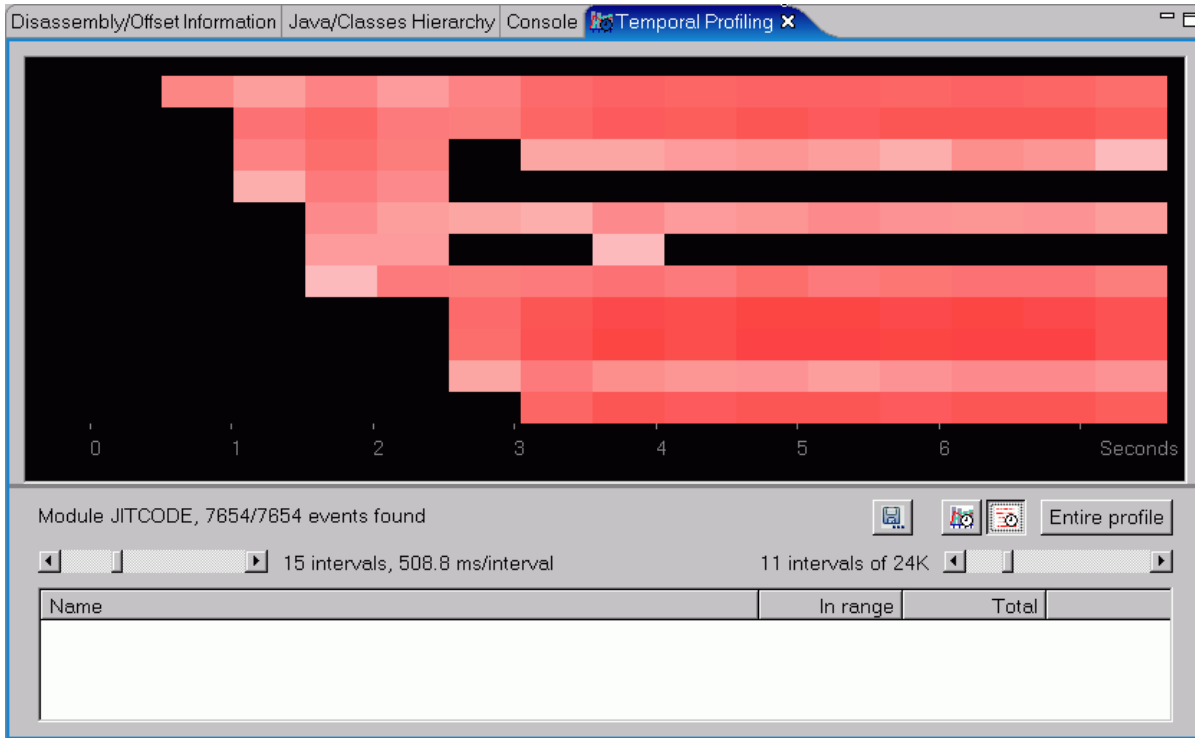 Disassembly/Offset Information Java/Classes Hierarchy Console Temporal Profiling
0 1 2 3 4 5 6 Seconds
Module JITCODE, 7654/7654 events found Entire profile
15 intervals, 508.8 ms/interval 11 intervals of 24K
Name In range Total